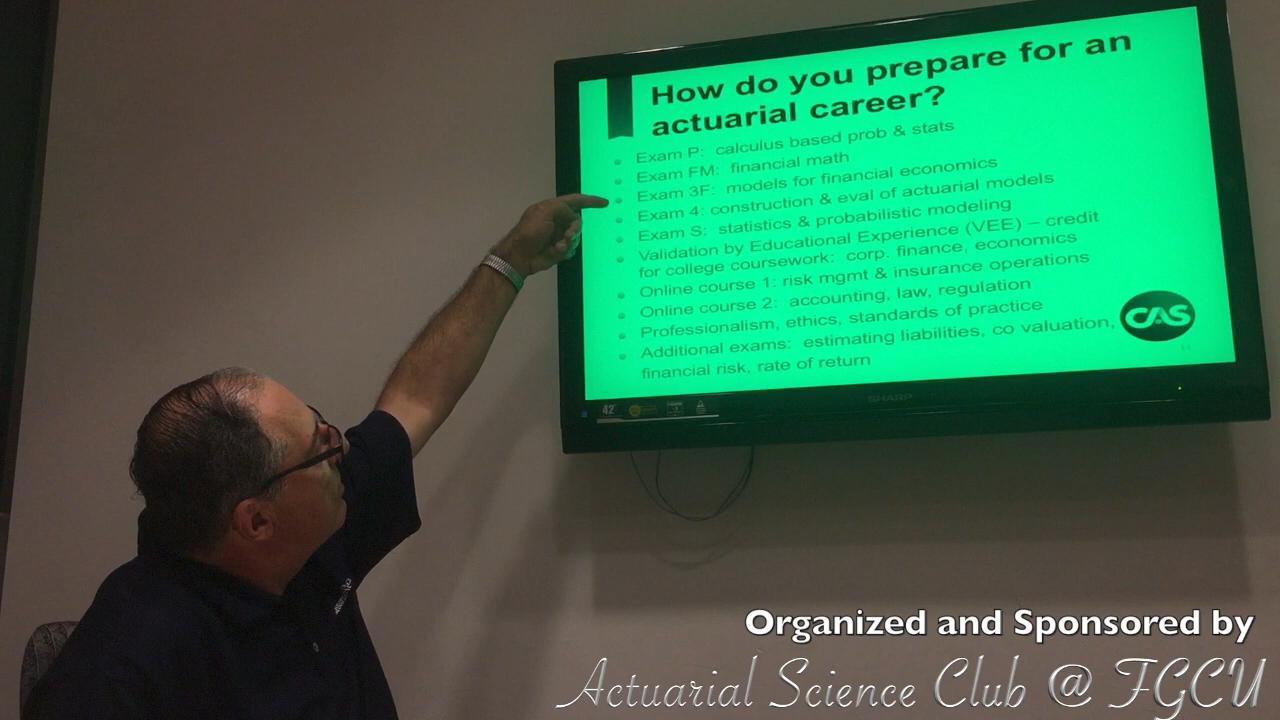 How do you prepare for an
actuarial career?
Exam P: calculus based prob & stats
Exam FM: financial math
Exam 3F: models for financial economics
Exam 4: construction & eval of actuarial models
Exam S: statistics & probabilistic modeling
Validation by Educational Experience (VEE) – credit
for college coursework: corp. finance, economics
Online course 1: risk mgmt & insurance operations
Online course 2: accounting, law, regulation
Professionalism, ethics, standards of practice
Additional exams: estimating liabilities, co valuation,
financial risk, rate of return
CAS
14
42°
SHARP
Organized and Sponsored by
Actuarial Science Club @ FGCU